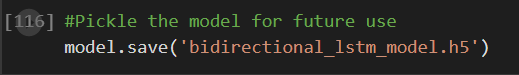 [116] #Pickle the model for future use
model.save('bidirectional_lstm_model.h5')